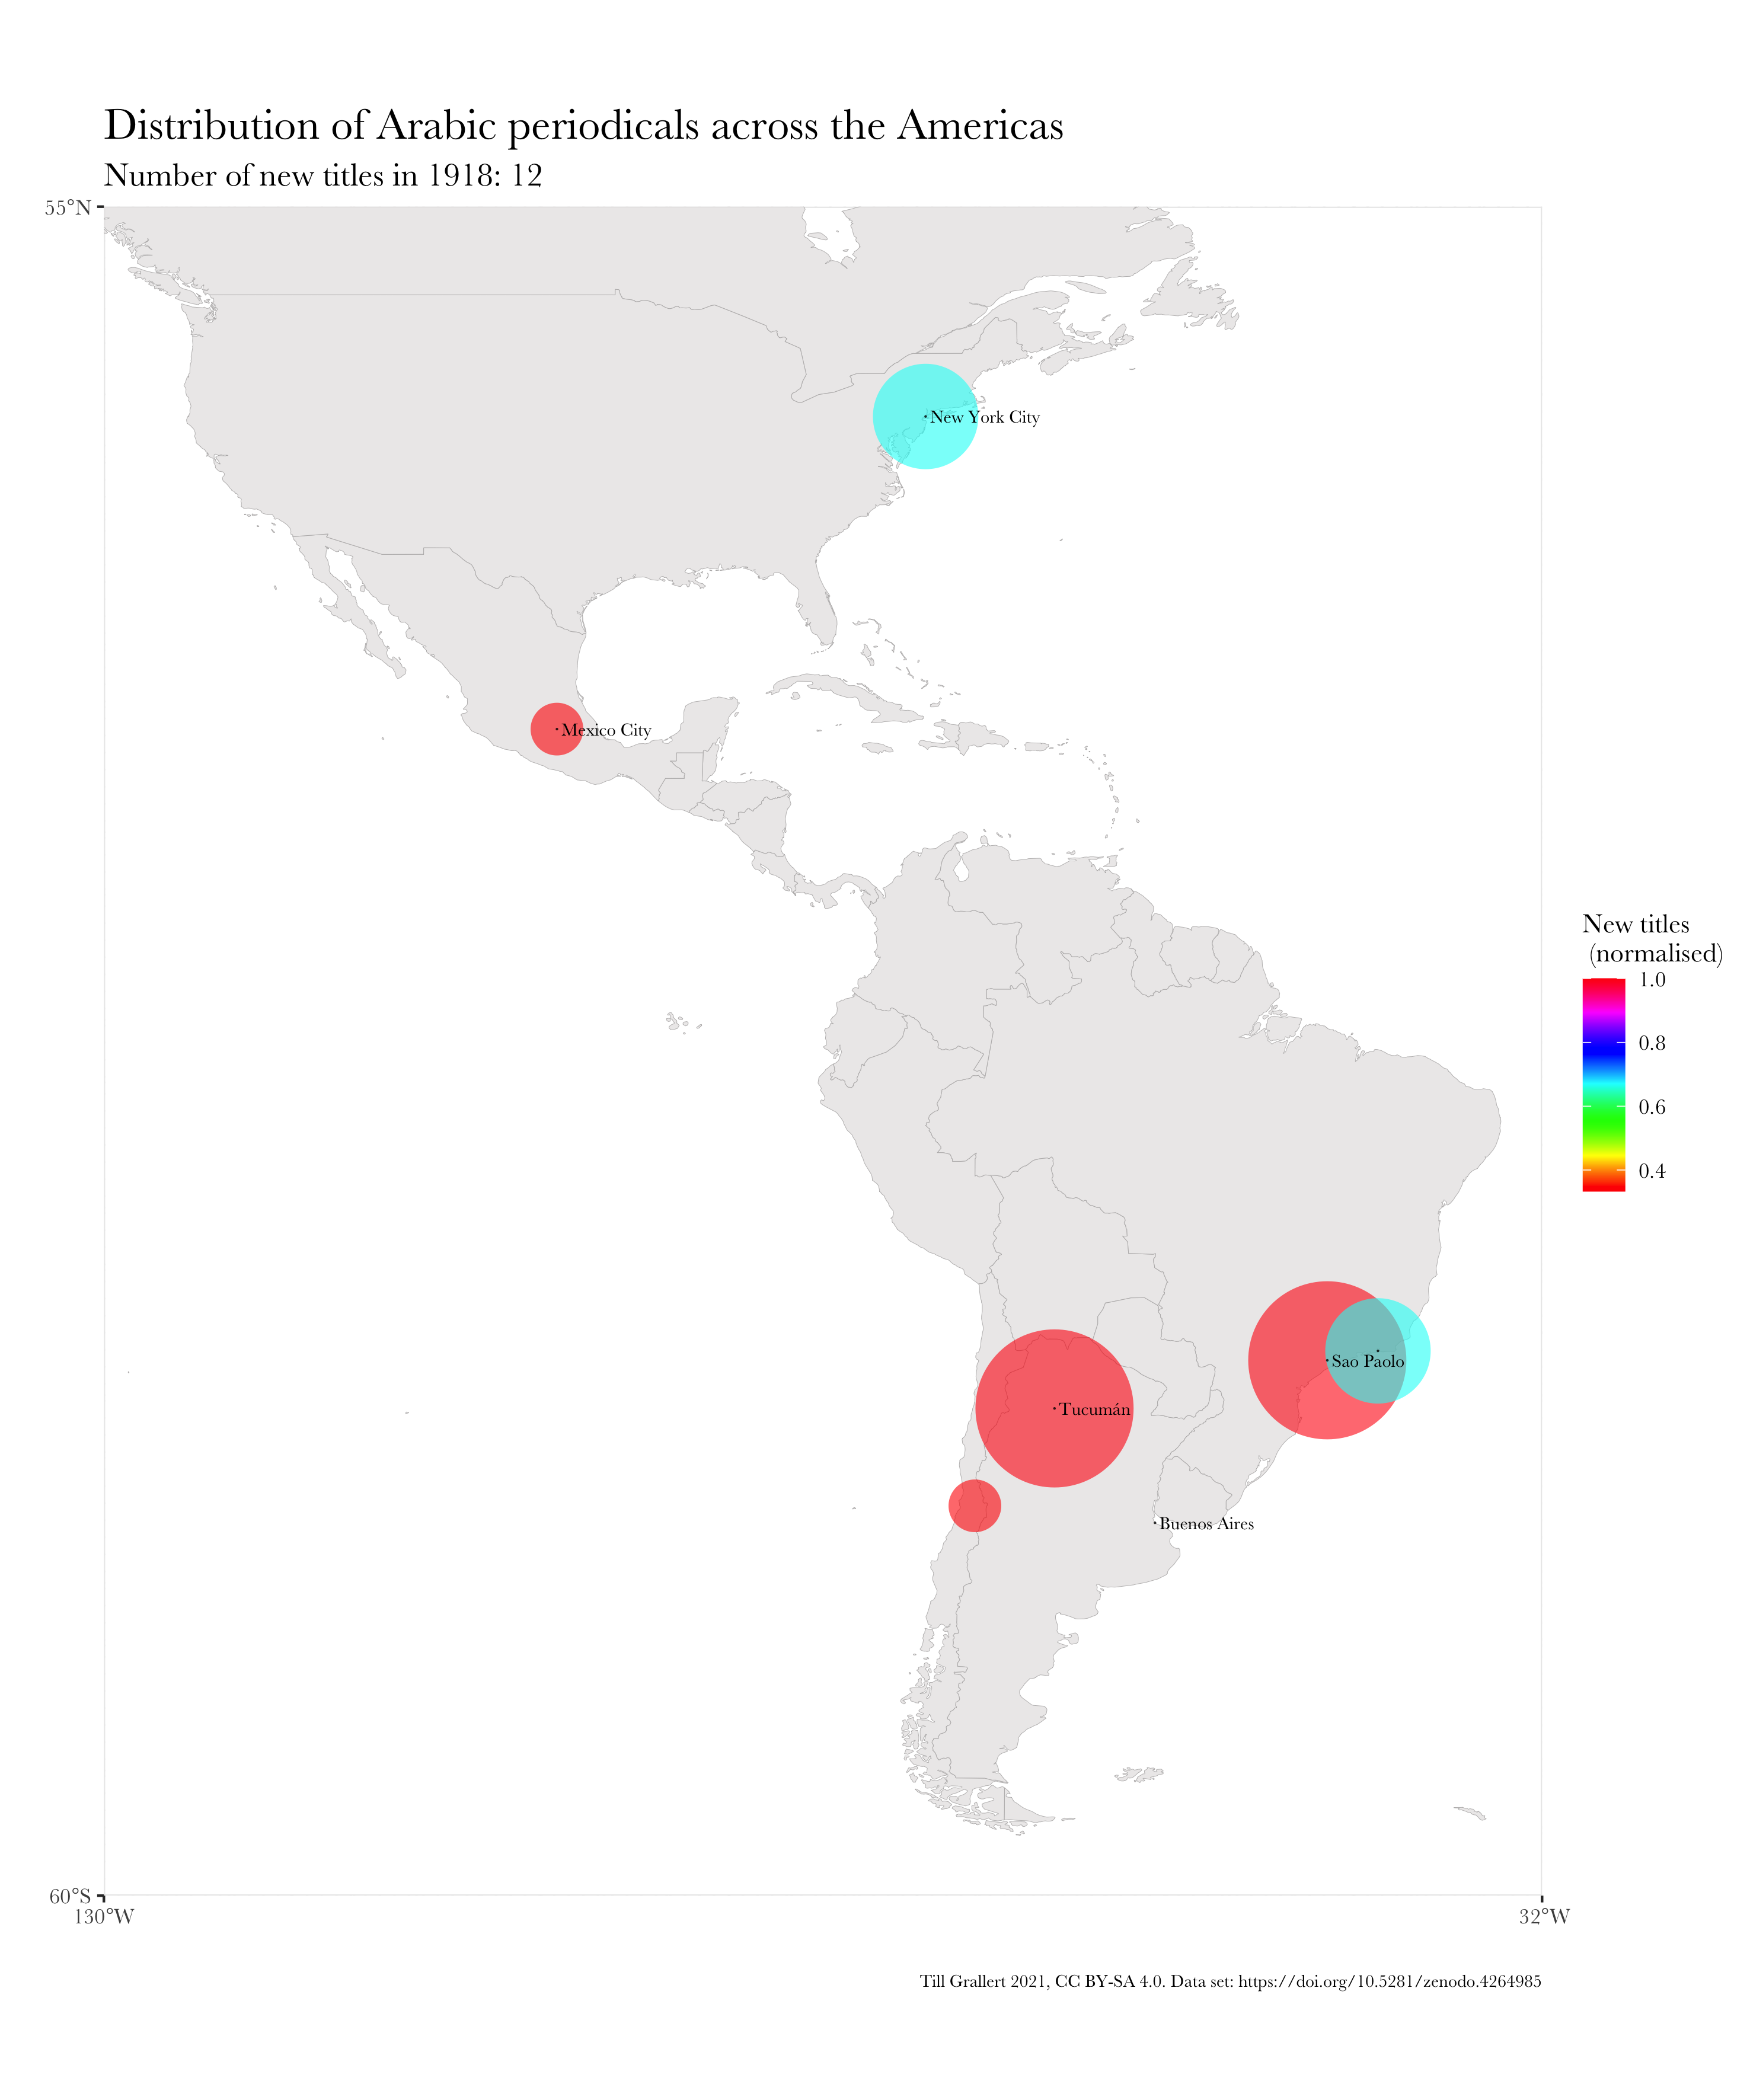 Distribution of Arabic periodicals across the Americas
Number of new titles in 1918: 12
55°N
New York City
Mexico City
New titles
(normalised)
1.0
0.8
0.6
0.4
Sao Paolo
Tucumán
Buenos Aires
60°S
130°W
32°W
Till Grallert 2021, CC BY-SA 4.0. Data set: https://doi.org/10.5281/zenodo.4264985